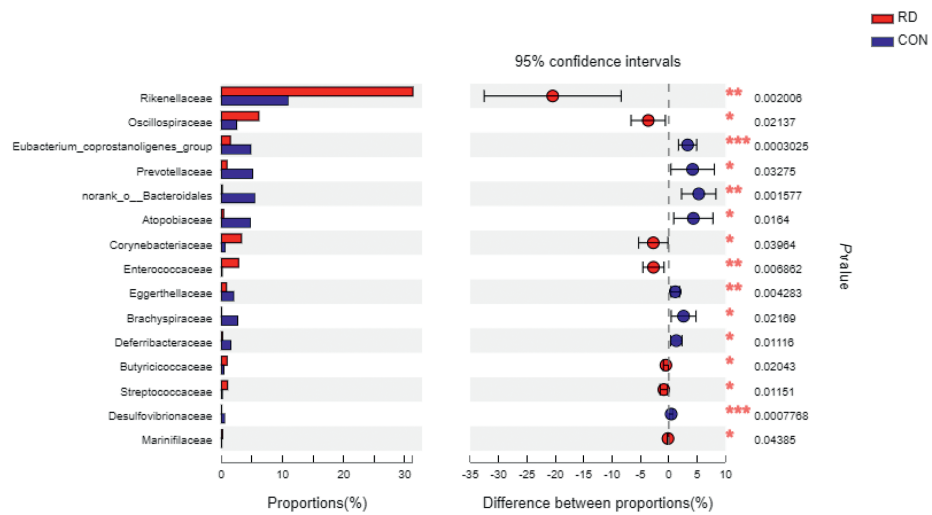 RD
CON
95% confidence intervals
Rikenellaceae ** 0.002006
Oscillospiraceae * 0.02137
Eubacterium_coprostanoligenes_group *** 0.0003025
Prevotellaceae * 0.03275
norank_o__Bacteroidales ** 0.001577
Atopobiaceae * 0.0164
Corynebacteriaceae * 0.03964
Enterococcaceae ** 0.006862
Eggerthellaceae ** 0.004283
Brachyspiraceae * 0.02169
Deferribacteraceae * 0.01116
Butyricicoccaceae * 0.02043
Streptococcaceae * 0.01151
Desulfovibrionaceae *** 0.0007768
Marinifilaceae * 0.04385
Pvalue
0 10 20 30 -35 -30 -25 -20 -15 -10 -5 0 5 10
Proportions(%) Difference between proportions(%)